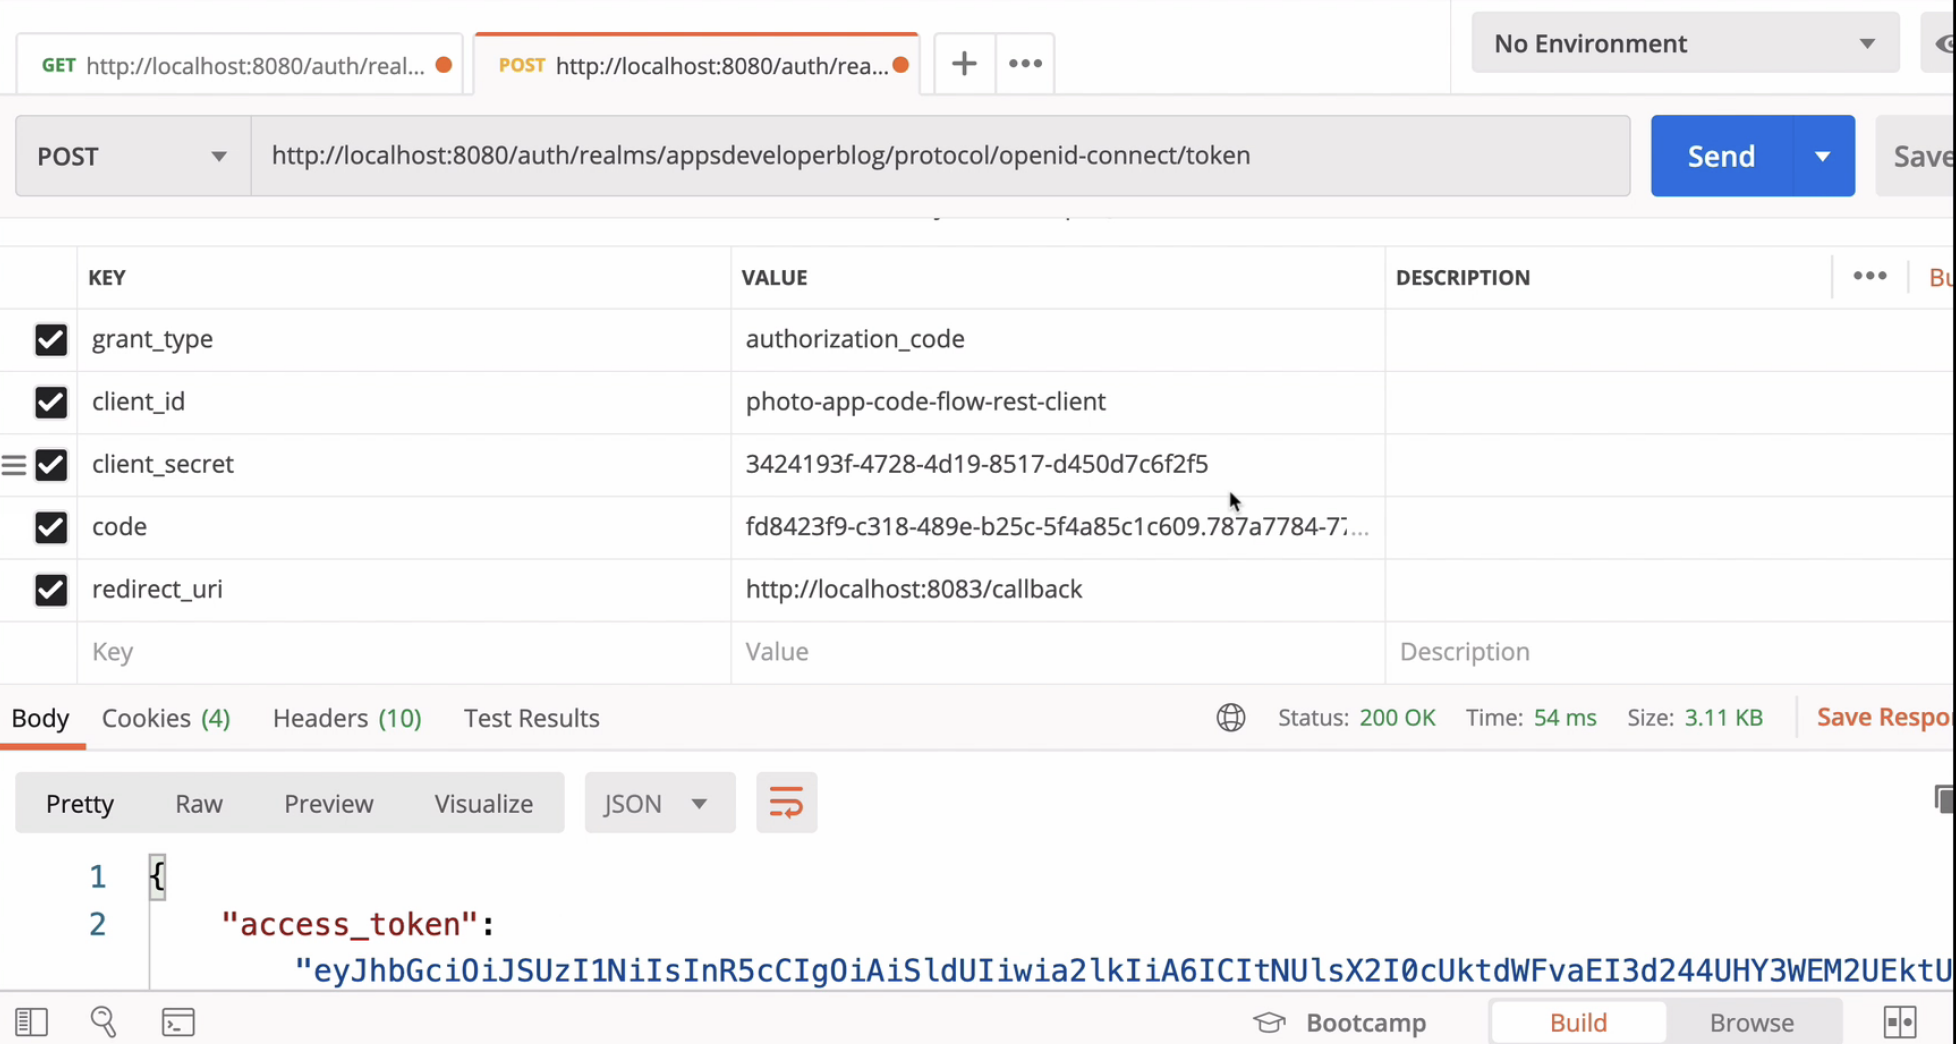 GET http://localhost:8080/auth/real...
POST http://localhost:8080/auth/rea...
No Environment
POST
http://localhost:8080/auth/realms/appsdeveloperblog/protocol/openid-connect/token
Send
Save
KEY VALUE DESCRIPTION
grant_type authorization_code
client_id photo-app-code-flow-rest-client
client_secret 3424193f-4728-4d19-8517-d450d7c6f2f5
code fd8423f9-c318-489e-b25c-5f4a85c1c609.787a7784-77...
redirect_uri http://localhost:8083/callback
Key Value Description
Body Cookies (4) Headers (10) Test Results Status: 200 OK Time: 54 ms Size: 3.11 KB Save Respo
Pretty Raw Preview Visualize JSON
1 {
2 "access_token":
"eyJhbGciOiJSUzI1NiIsInR5cCIgOiAiSldUIiwia2lkIiA6ICItNUlsX2I0cUktdWFvaEI3d244UHY3WEM2UEktU
Bootcamp Build Browse